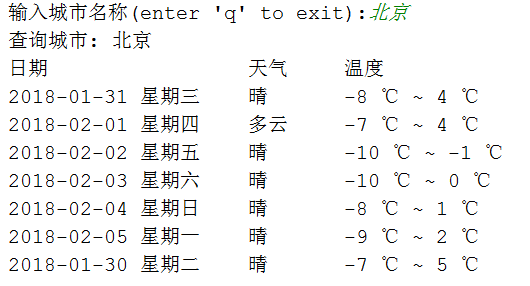 输入城市名称(enter 'q' to exit):北京
查询城市: 北京
日期 天气 温度
2018-01-31 星期三 晴 -8 ℃ ~ 4 ℃
2018-02-01 星期四 多云 -7 ℃ ~ 4 ℃
2018-02-02 星期五 晴 -10 ℃ ~ -1 ℃
2018-02-03 星期六 晴 -10 ℃ ~ 0 ℃
2018-02-04 星期日 晴 -8 ℃ ~ 1 ℃
2018-02-05 星期一 晴 -9 ℃ ~ 2 ℃
2018-01-30 星期二 晴 -7 ℃ ~ 5 ℃